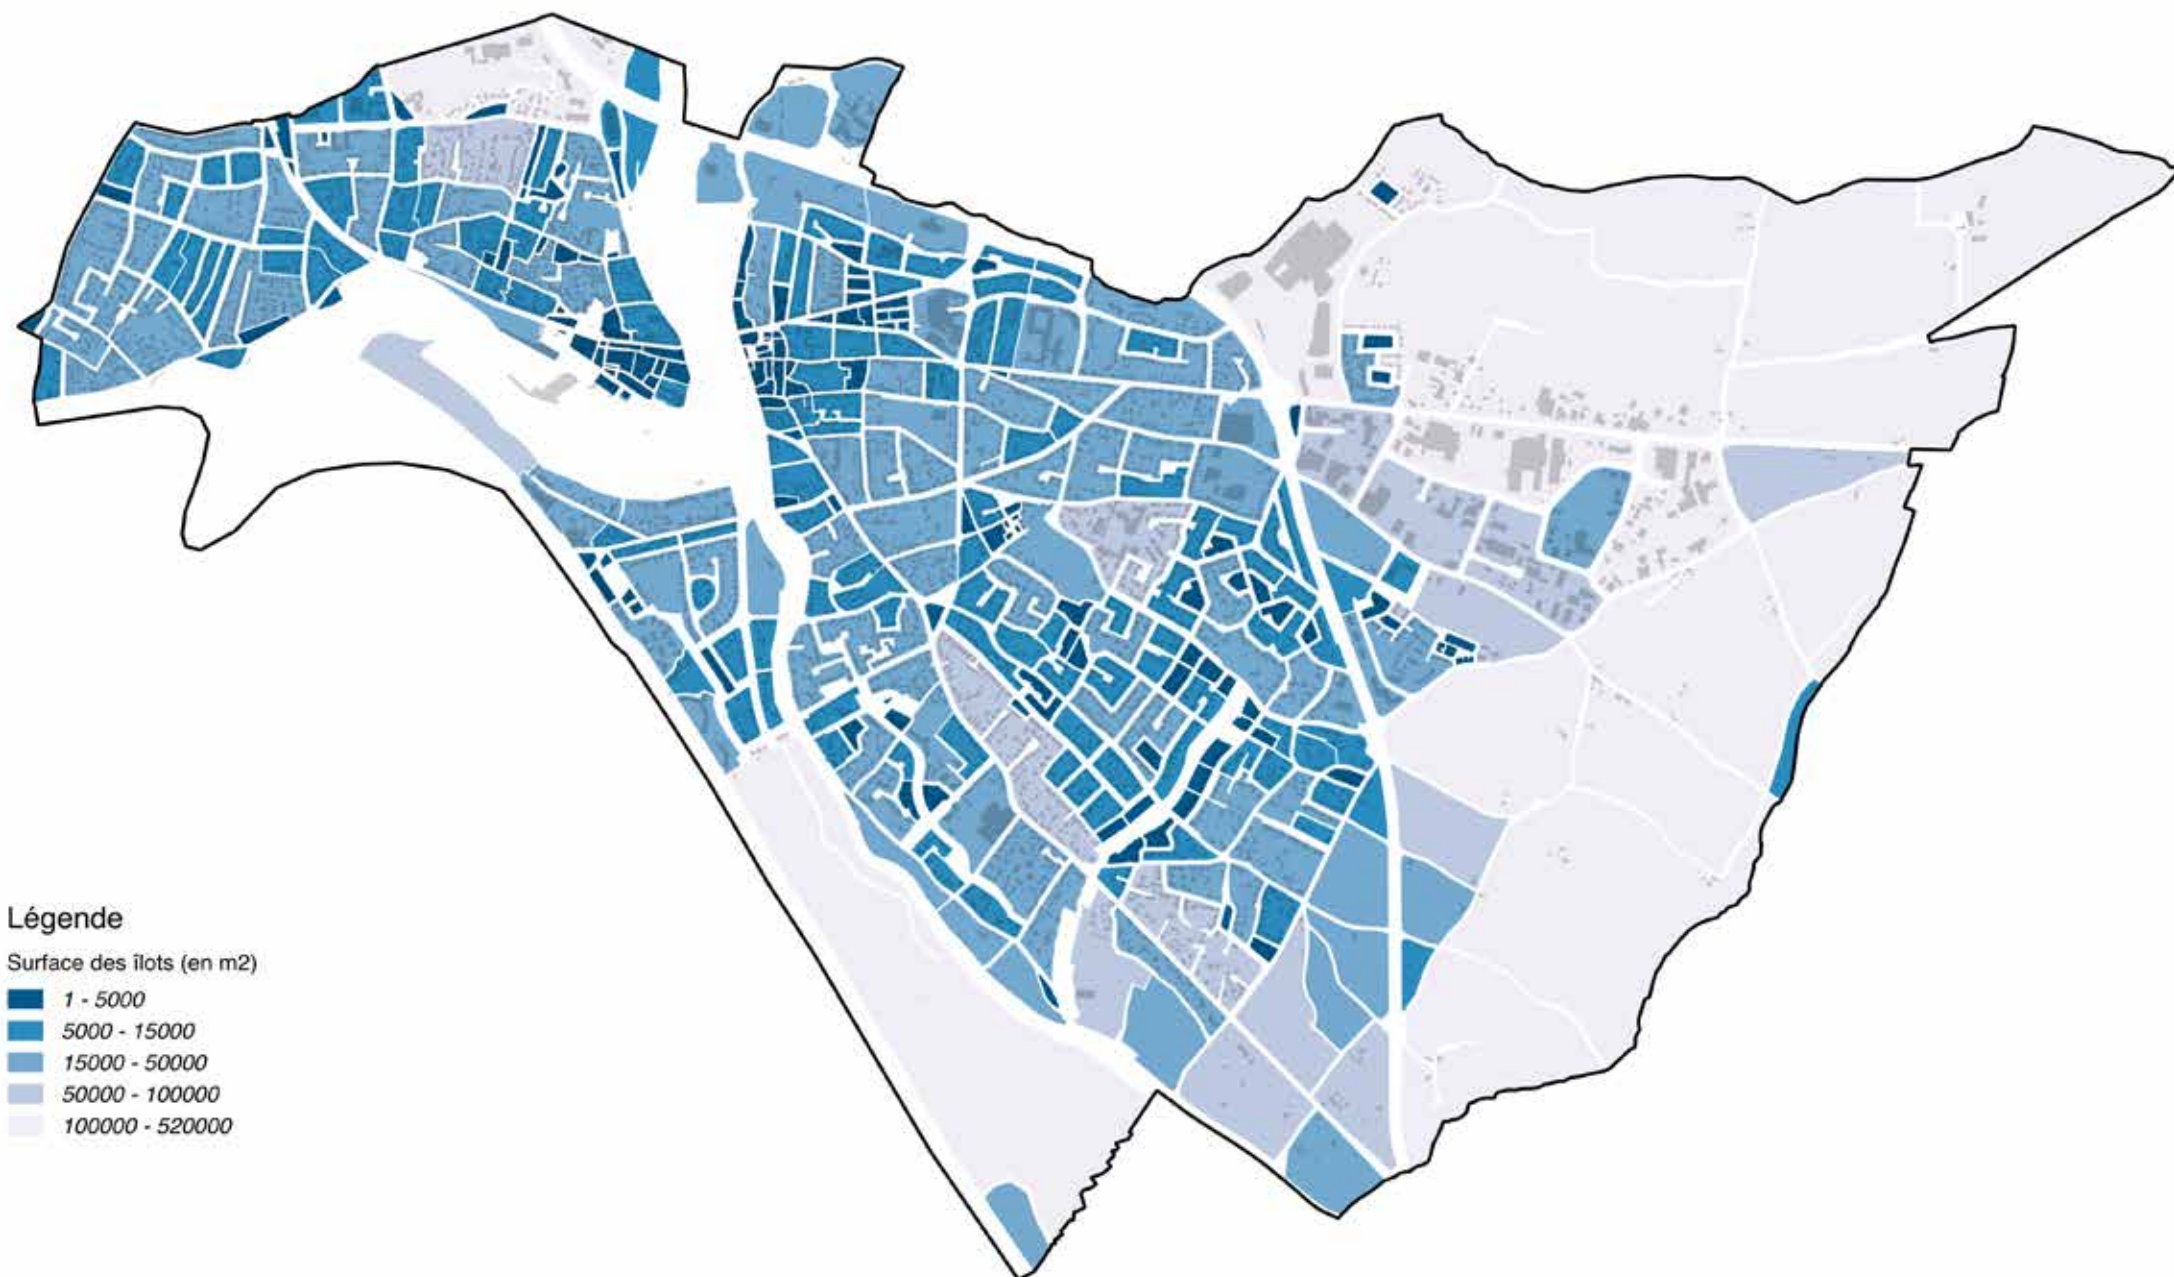 Légende
Surface des îlots (en m2)
1 - 5000
5000 - 15000
15000 - 50000
50000 - 100000
100000 - 520000